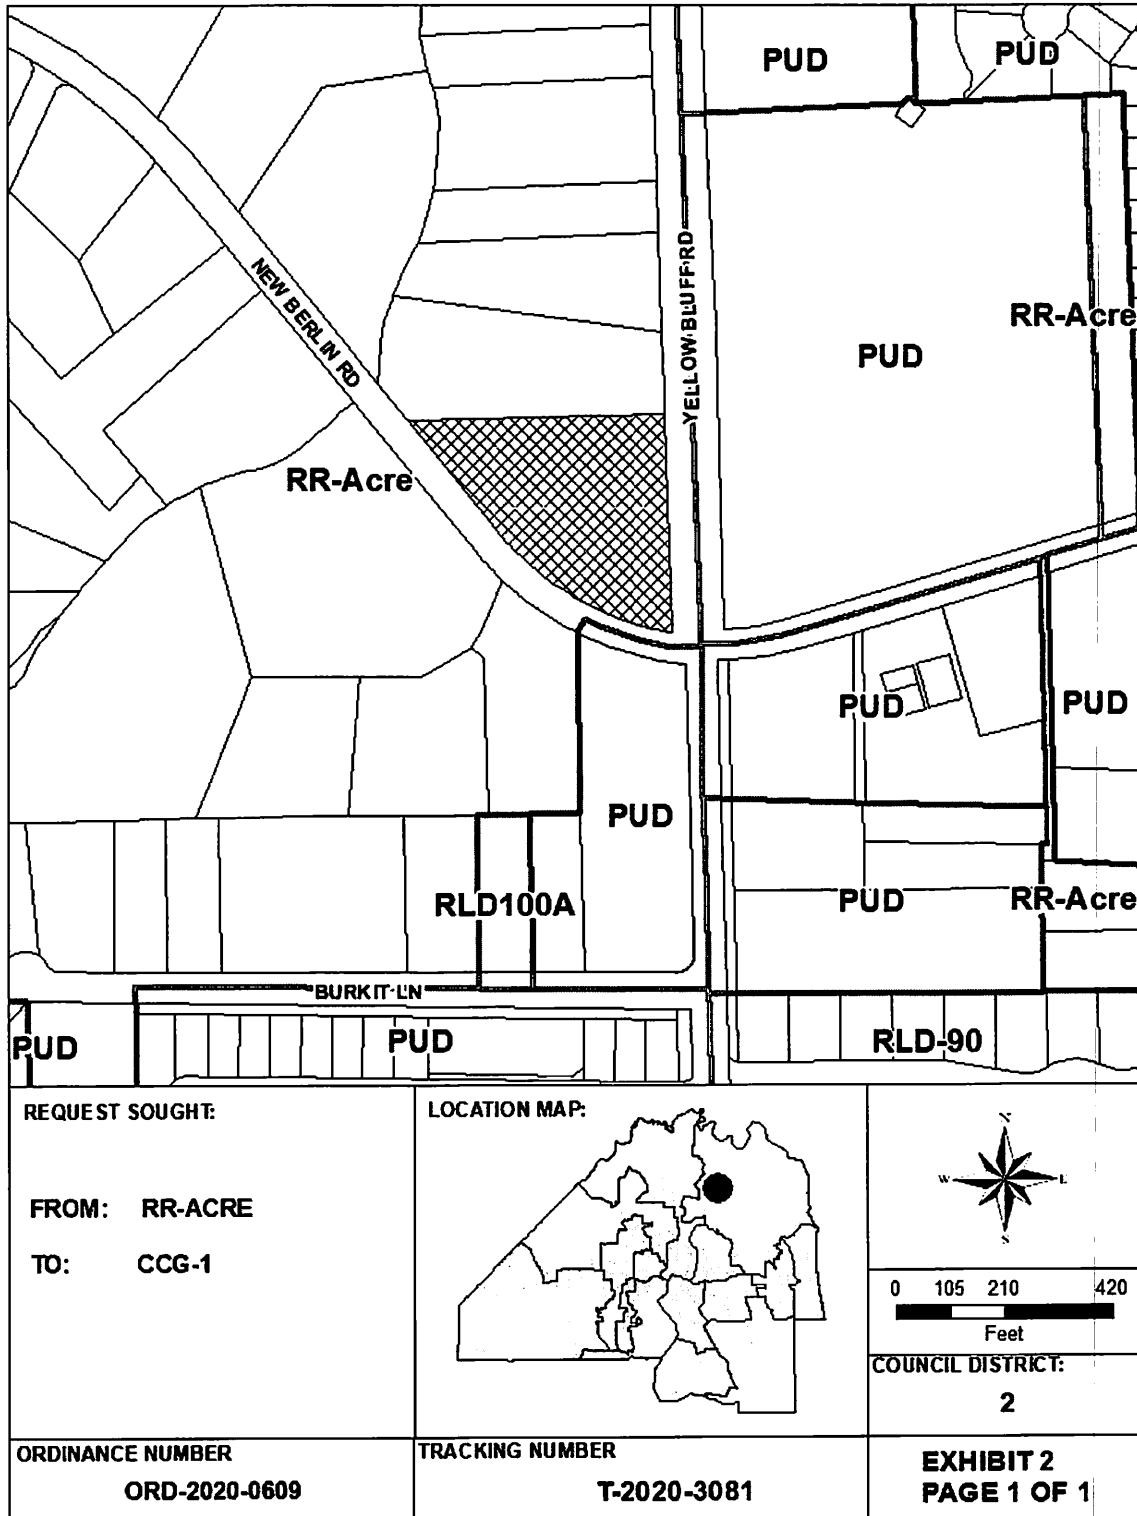 PUD
PUD
NEW BERLIN RD
YELLOW BLUFF RD
RR-Acre
PUD
RR-Acre
PUD
PUD
PUD
RLD100A
PUD
RR-Acre
BURKIT LN
PUD
PUD
RLD-90
REQUEST SOUGHT:
FROM: RR-ACRE
TO: CCG-1
LOCATION MAP:
N
W E
S
0 105 210 420
Feet
COUNCIL DISTRICT:
2
ORDINANCE NUMBER
ORD-2020-0609
TRACKING NUMBER
T-2020-3081
EXHIBIT 2
PAGE 1 OF 1